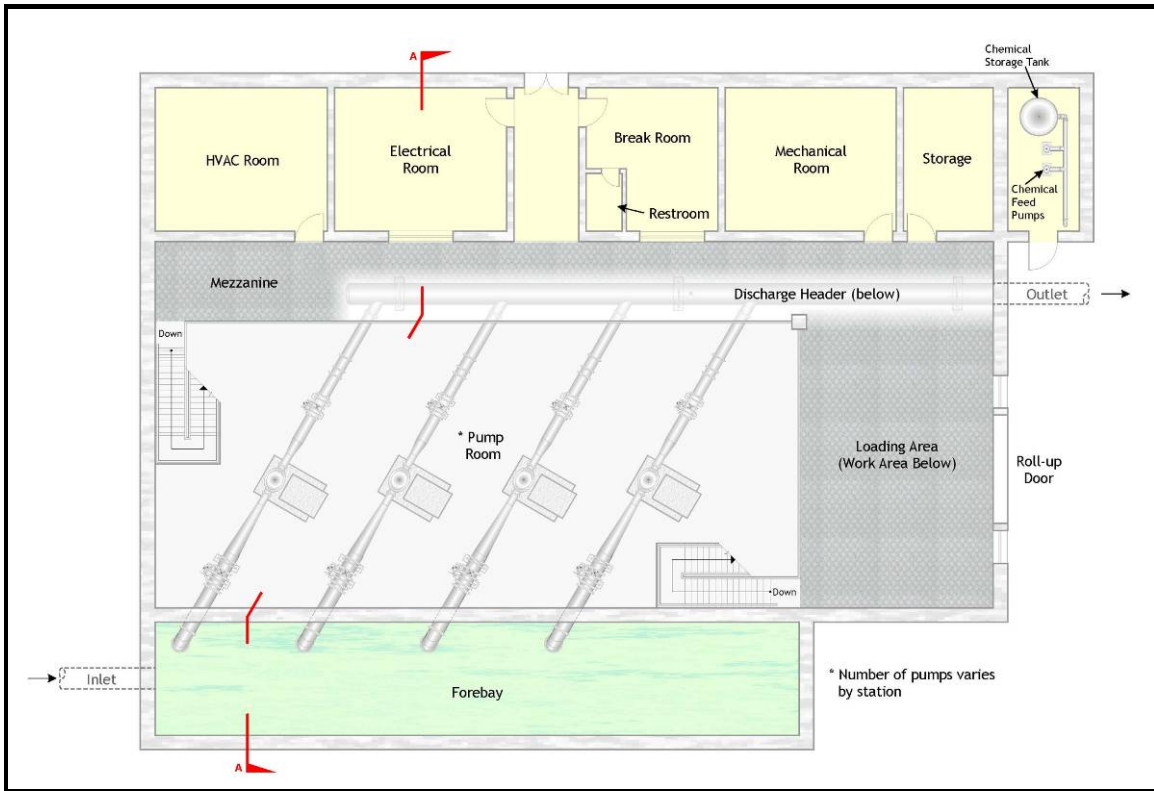 A
Chemical
Storage Tank
HVAC Room
Electrical
Room
Break Room
Mechanical
Room
Storage
Restroom
Chemical
Feed
Pumps
Mezzanine
Discharge Header (below)
Outlet
Down
* Pump
Room
Loading Area
(Work Area Below)
Roll-up
Door
Down
Inlet
Forebay
* Number of pumps varies
by station
A